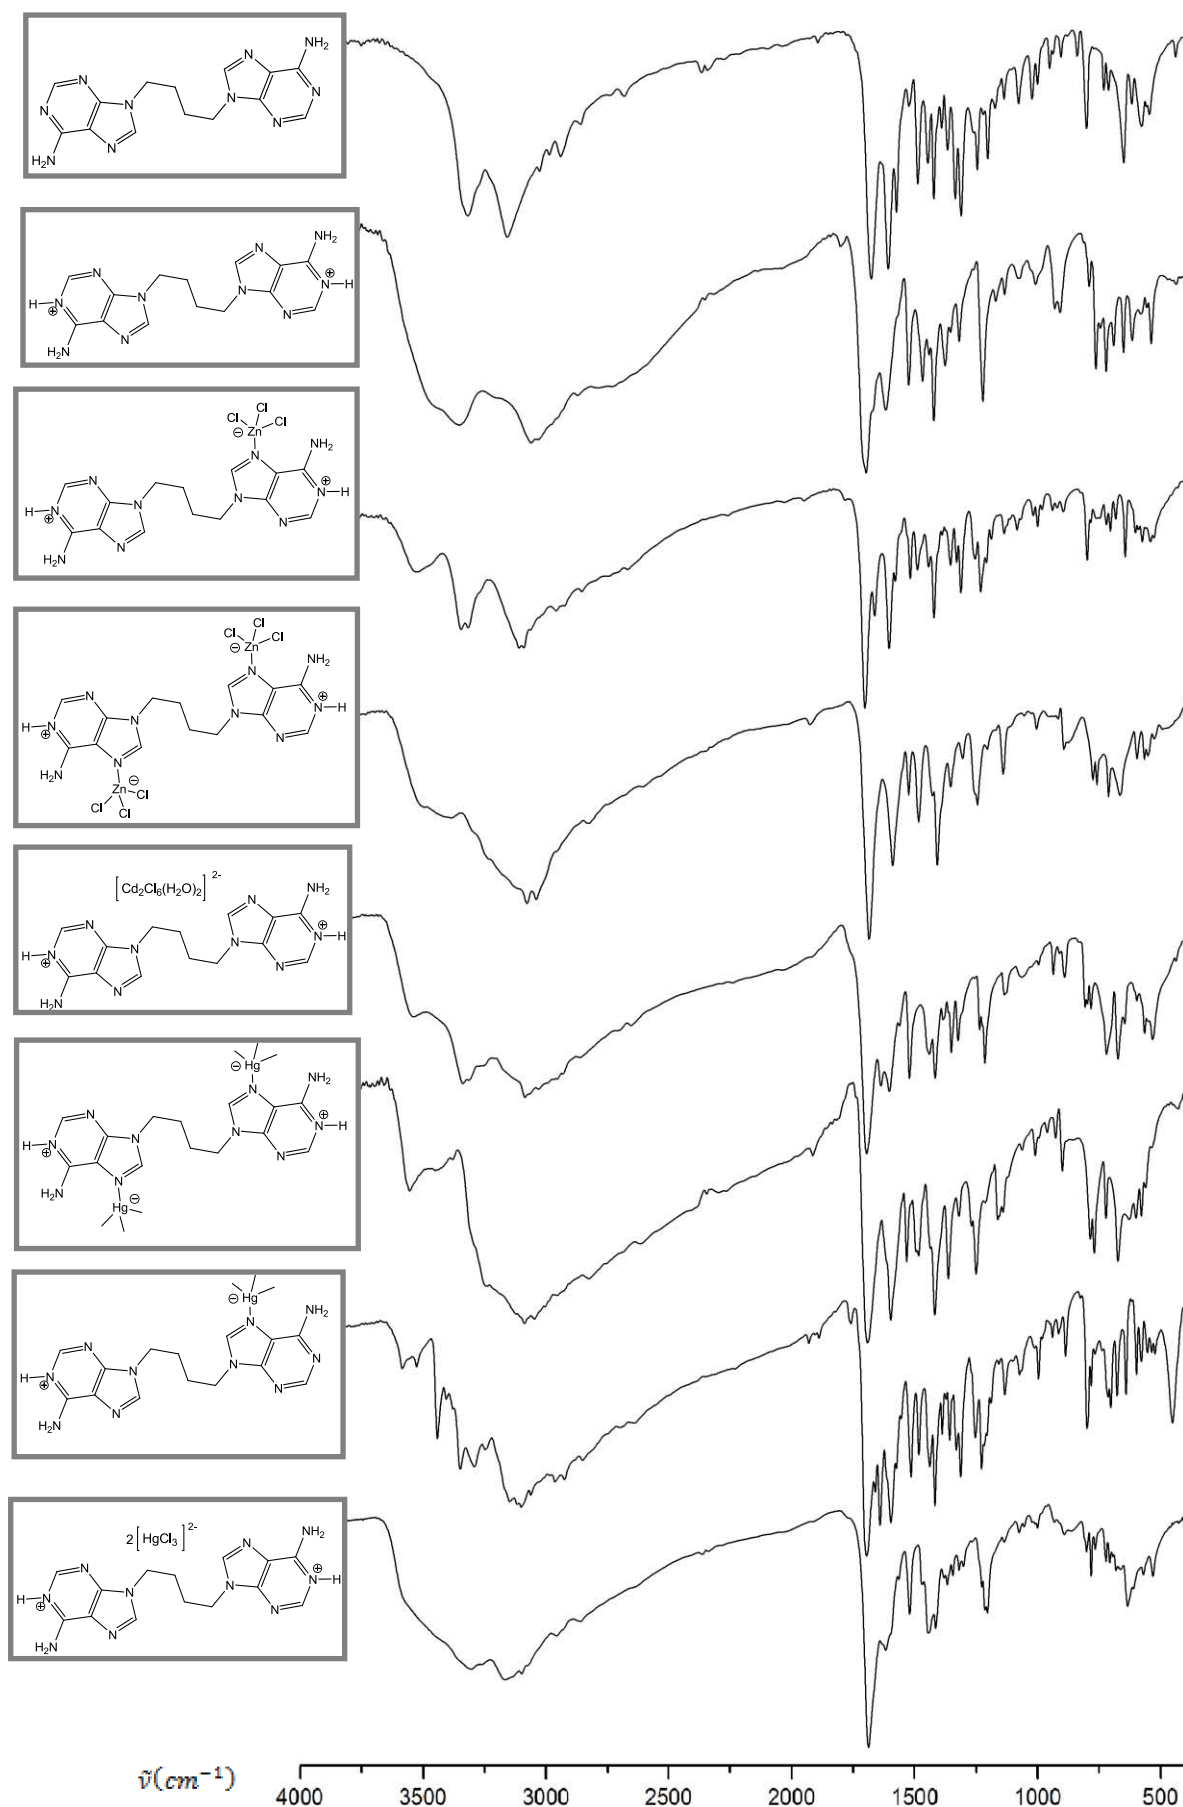 NH₂
N
N
N
N
N
N
N
N
H₂N
NH₂
N
N
N
⊕
N—H
H—N
⊕
N
N
N
NH₂
Cl
Cl
Cl
⊖
Zn
NH₂
N
⊕
N—H
N
N
N
H—N
⊕
N
N
H₂N
Cl
Cl
Cl
⊖
Zn
NH₂
N
⊕
N—H
N
N
N
H—N
⊕
N
N
H₂N
Zn
⊖
Cl
Cl
Cl
[Cd₂Cl₆(H₂O)₂]²⁻
NH₂
N
⊕
N—H
N
N
N
H—N
⊕
N
N
H₂N
⊖
Hg
NH₂
N
⊕
N—H
N
N
N
H—N
⊕
N
N
H₂N
Hg
⊖
⊖
Hg
NH₂
N
N
N
N
N
H—N
⊕
N
N
H₂N
2[HgCl₃]²⁻
NH₂
N
⊕
N—H
N
N
N
H—N
⊕
N
N
H₂N
ṽ(cm⁻¹)
4000 3500 3000 2500 2000 1500 1000 500